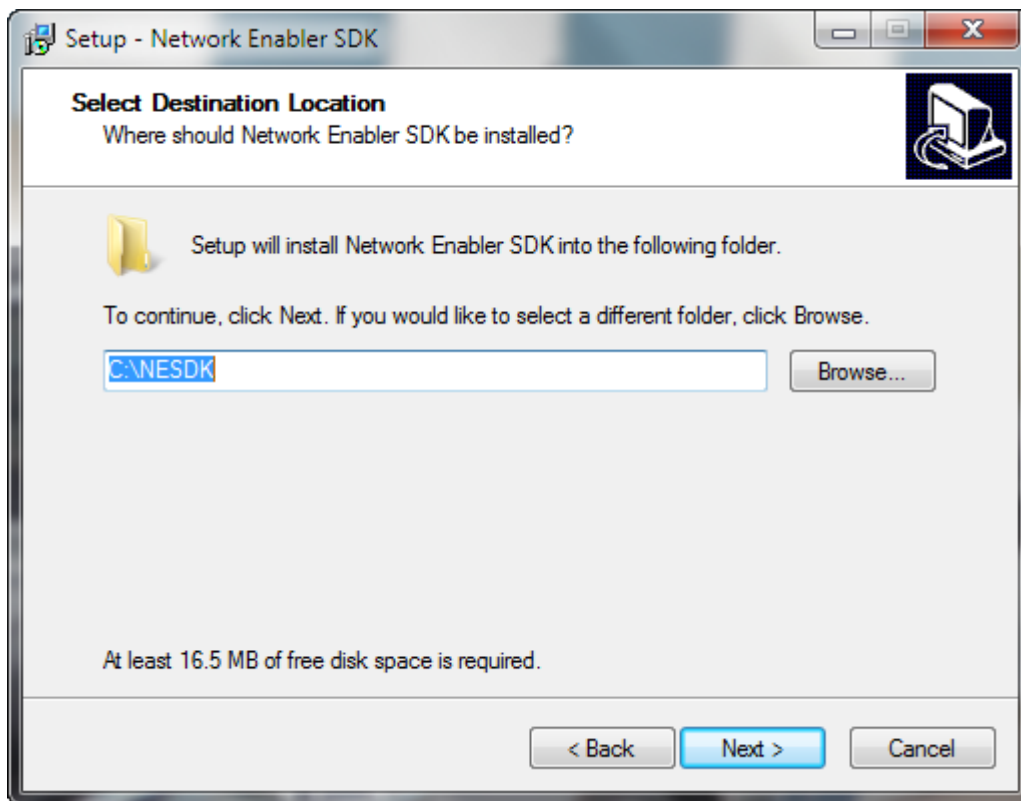 Setup - Network Enabler SDK
Select Destination Location
Where should Network Enabler SDK be installed?
Setup will install Network Enabler SDK into the following folder.
To continue, click Next. If you would like to select a different folder, click Browse.
C:\NESDK
Browse...
At least 16.5 MB of free disk space is required.
< Back
Next >
Cancel